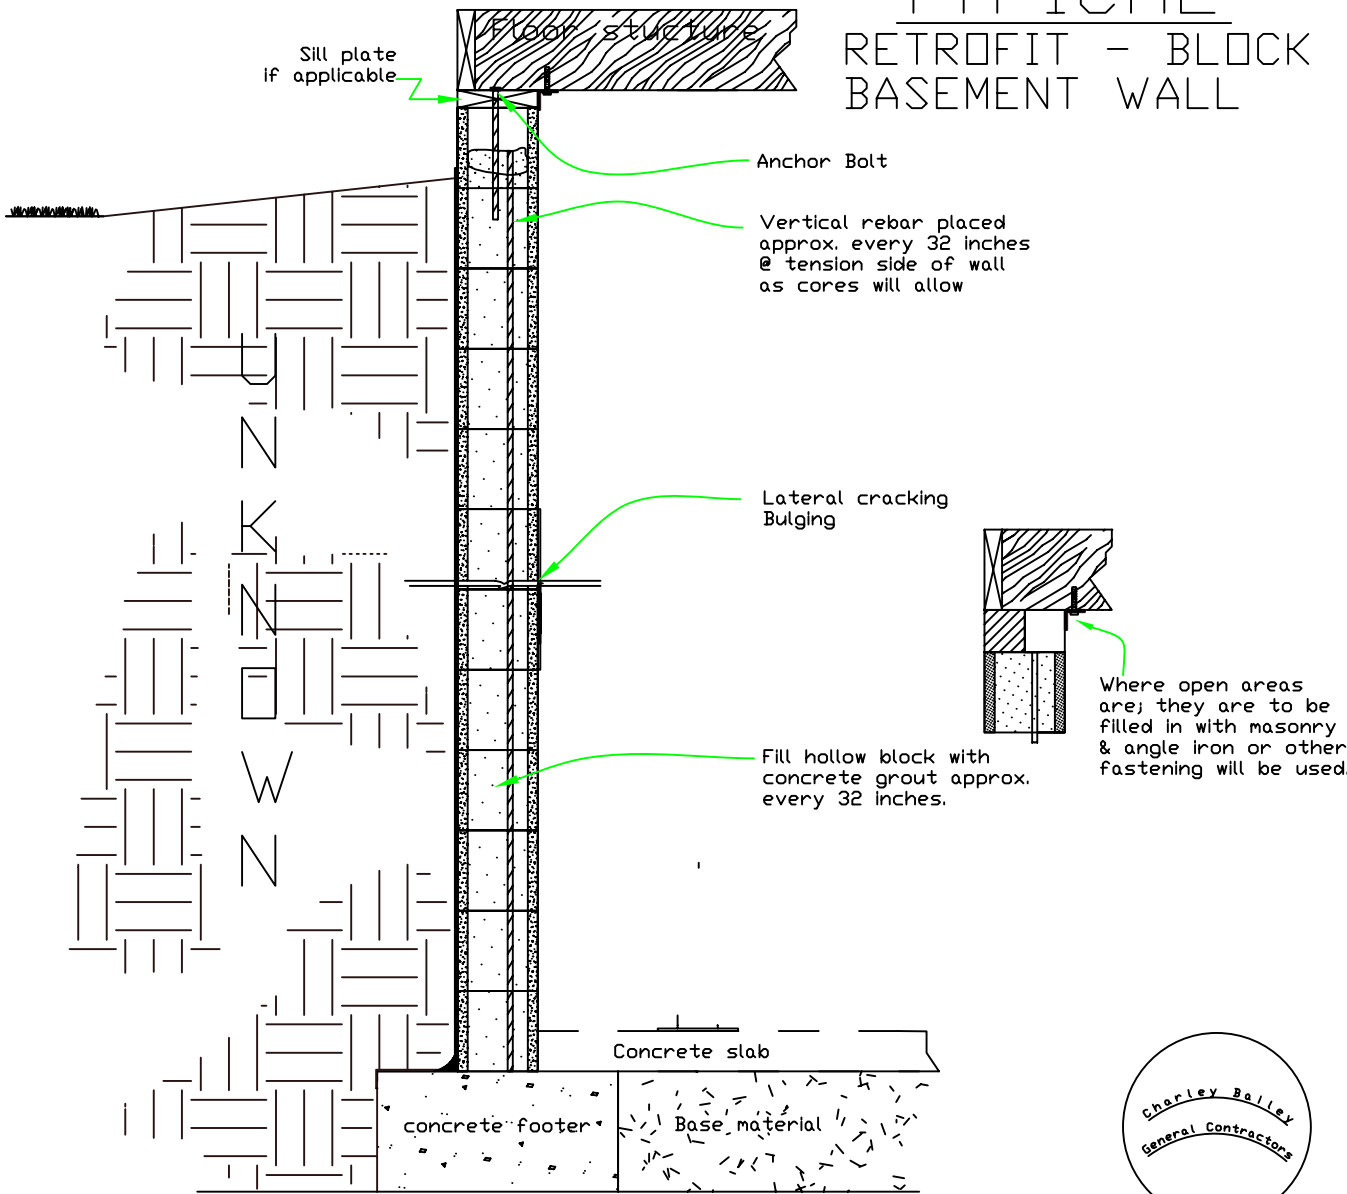 TYPICAL
RETROFIT - BLOCK
BASEMENT WALL
Floor stucture
Sill plate
if applicable
Anchor Bolt
Vertical rebar placed
approx. every 32 inches
@ tension side of wall
as cores will allow
UNKNOWN
Lateral cracking
Bulging
Where open areas
are; they are to be
filled in with masonry
& angle iron or other
fastening will be used.
Fill hollow block with
concrete grout approx.
every 32 inches.
Concrete slab
concrete footer
Base material
Charley Bailey
General Contractors